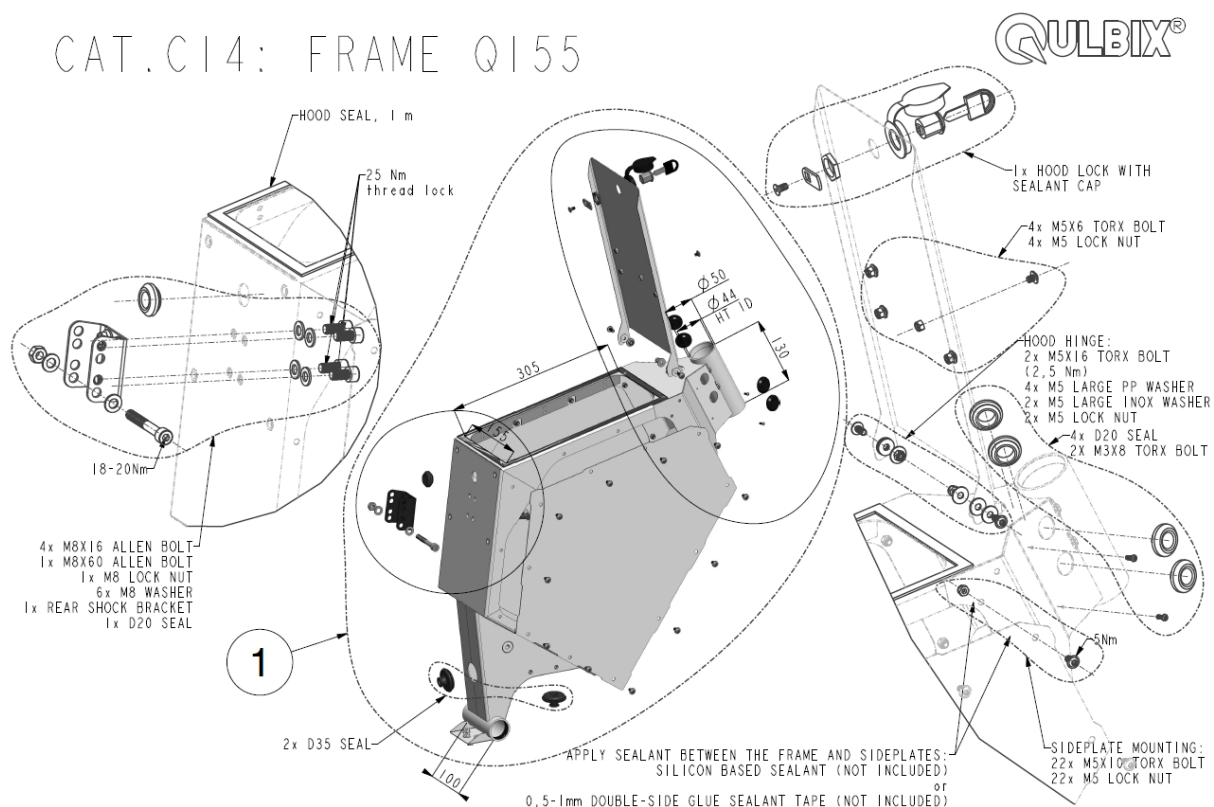 CAT.C14: FRAME Q155
QULBIX®
HOOD SEAL, 1 m
25 Nm
thread lock
18-20Nm
4x M8X16 ALLEN BOLT
1x M8X60 ALLEN BOLT
1x M8 LOCK NUT
6x M8 WASHER
1x REAR SHOCK BRACKET
1x D20 SEAL
1
2x D35 SEAL
100
305
155
Ø50
Ø44
HT ID
130
1x HOOD LOCK WITH
SEALANT CAP
4x M5X6 TORX BOLT
4x M5 LOCK NUT
HOOD HINGE:
2x M5X16 TORX BOLT
(2,5 Nm)
4x M5 LARGE PP WASHER
2x M5 LARGE INOX WASHER
2x M5 LOCK NUT
4x D20 SEAL
2x M3X8 TORX BOLT
5Nm
APPLY SEALANT BETWEEN THE FRAME AND SIDEPLATES:
SILICON BASED SEALANT (NOT INCLUDED)
or
0,5-1mm DOUBLE-SIDE GLUE SEALANT TAPE (NOT INCLUDED)
SIDEPLATE MOUNTING:
22x M5X10 TORX BOLT
22x M5 LOCK NUT